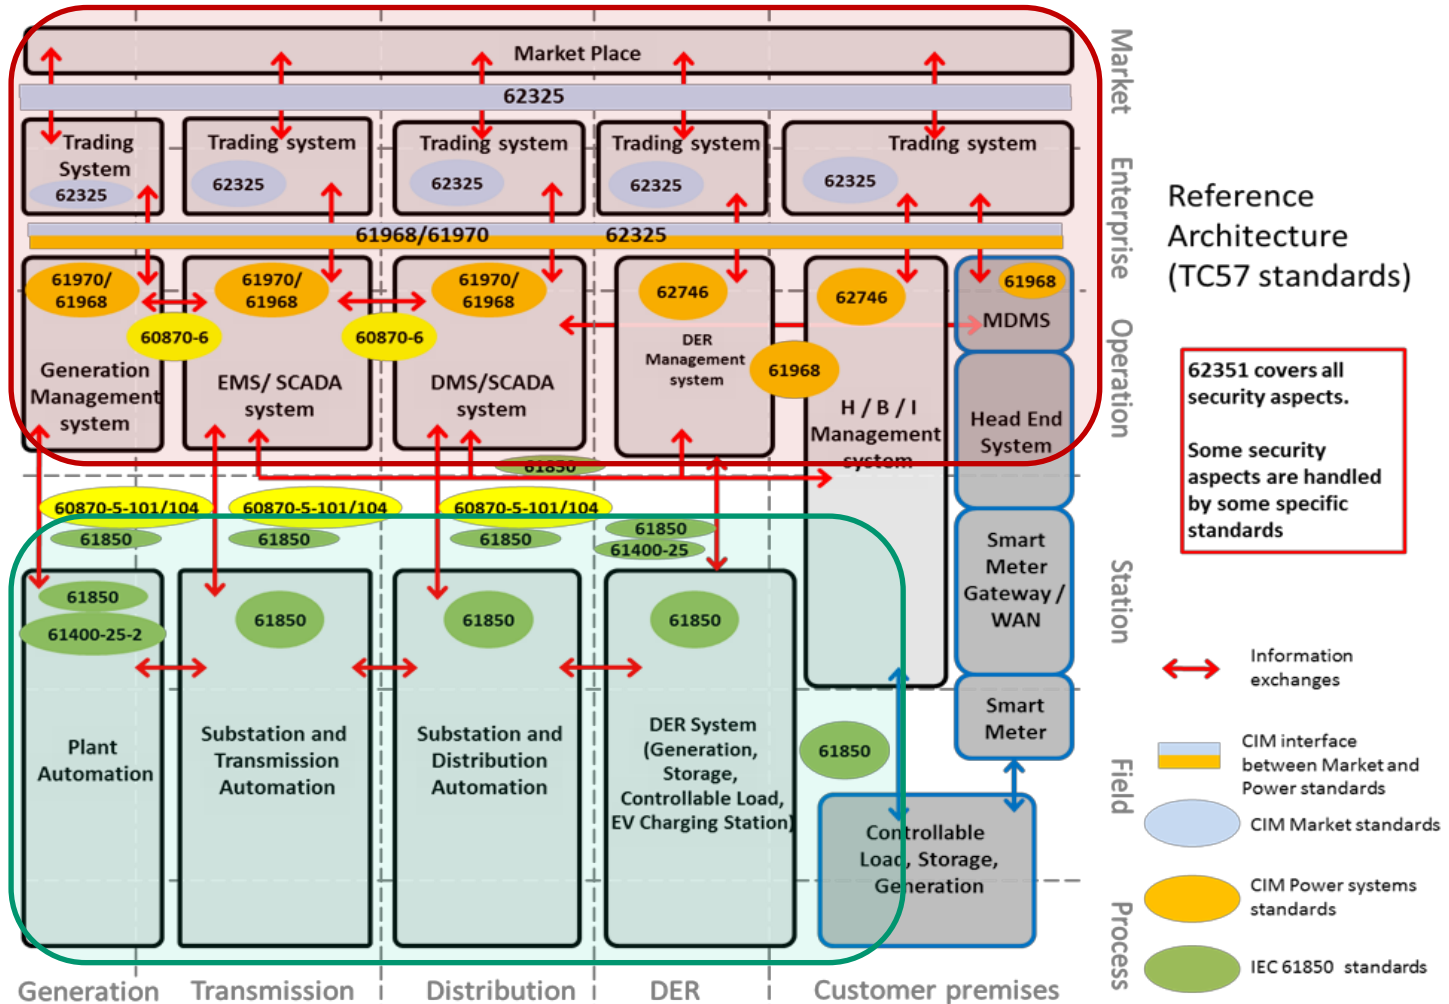 Market Place
62325
Trading
System
62325
Trading system
62325
Trading system
62325
Trading system
62325
Trading system
62325
61968/61970
62325
61970/
61968
Generation
Management
system
60870-6
61970/
61968
EMS/ SCADA
system
60870-6
61970/
61968
DMS/SCADA
system
62746
DER
Management
system
61968
62746
H / B / I
Management
system
61968
MDMS
Head End
System
Smart
Meter
Gateway /
WAN
Smart
Meter
61850
60870-5-101/104
61850
60870-5-101/104
61850
60870-5-101/104
61850
61850
61400-25
61850
61400-25-2
Plant
Automation
61850
Substation and
Transmission
Automation
61850
Substation and
Distribution
Automation
61850
DER System
(Generation,
Storage,
Controllable Load,
EV Charging Station)
61850
Controllable
Load, Storage,
Generation
Generation
Transmission
Distribution
DER
Customer premises
Market
Enterprise
Operation
Station
Field
Process
Reference
Architecture
(TC57 standards)
62351 covers all
security aspects.
Some security
aspects are handled
by some specific
standards
Information
exchanges
CIM interface
between Market and
Power standards
CIM Market standards
CIM Power systems
standards
IEC 61850 standards